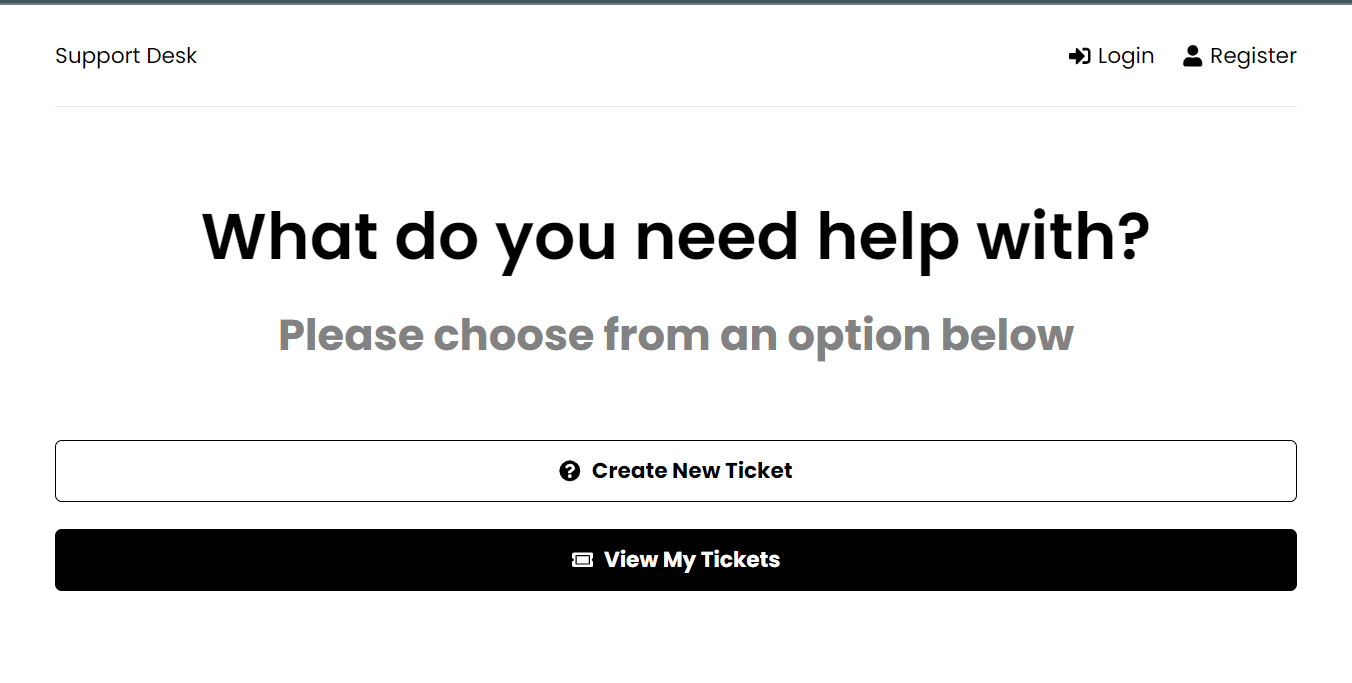 Support Desk
Login
Register
What do you need help with?
Please choose from an option below
Create New Ticket
View My Tickets